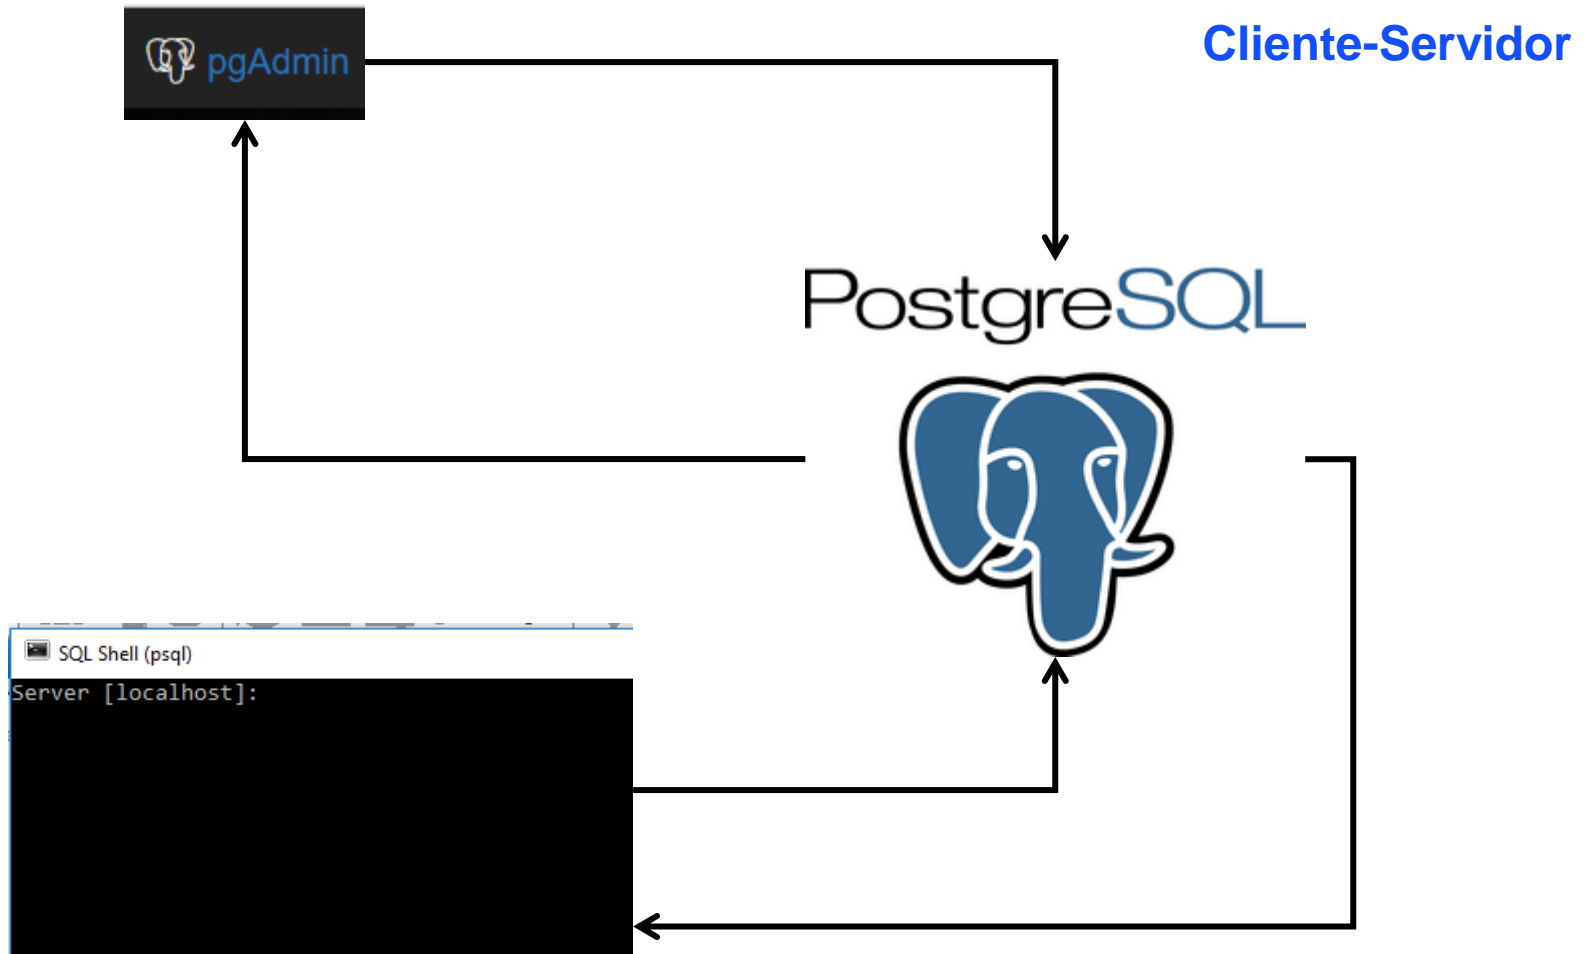 pgAdmin
Cliente-Servidor
PostgreSQL
SQL Shell (psql)
Server [localhost]: